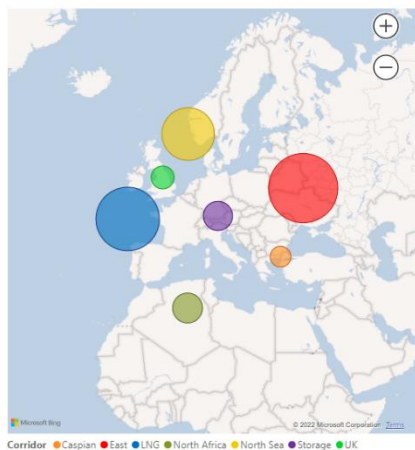 +
−
Microsoft Bing
© 2022 Microsoft Corporation Terms
Corridor Caspian East LNG North Africa North Sea Storage UK